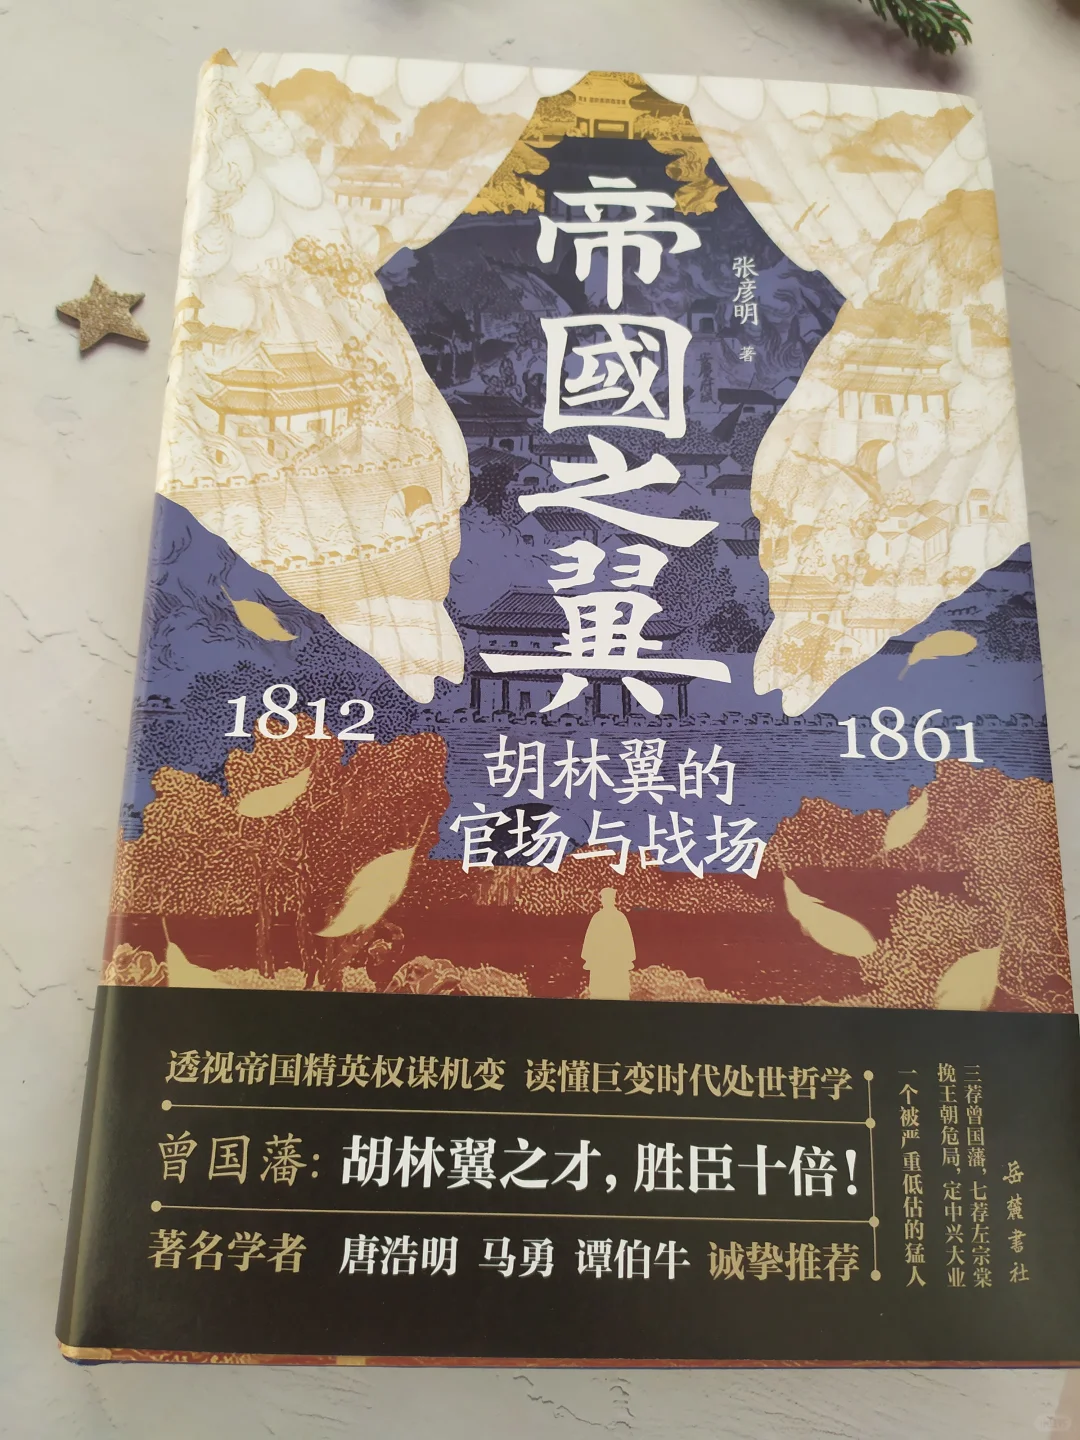 帝國之翼
张彦明 著
1812
1861
胡林翼的
官场与战场
透视帝国精英权谋机变 读懂巨变时代处世哲学
曾国藩：胡林翼之才，胜臣十倍！
著名学者 唐浩明 马勇 谭伯牛 诚挚推荐
三荐曾国藩，七荐左宗棠
挽王朝危局，定中兴大业
一个被严重低估的猛人
岳麓书社